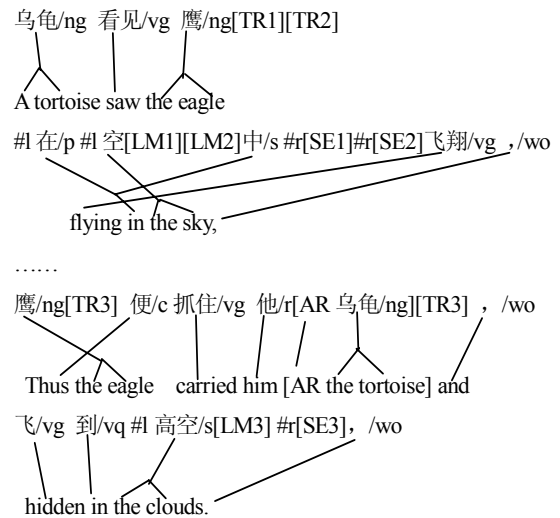 乌龟/ng 看见/vg 鹰/ng[TR1][TR2]
A tortoise saw the eagle
#l 在/p #l 空[LM1][LM2]中/s #r[SE1]#r[SE2]飞翔/vg ，/wo
flying in the sky,
……
鹰/ng[TR3] 便/c 抓住/vg 他/r[AR 乌龟/ng][TR3] ，/wo
Thus the eagle carried him [AR the tortoise] and
飞/vg 到/vq #l 高空/s[LM3] #r[SE3]，/wo
hidden in the clouds.